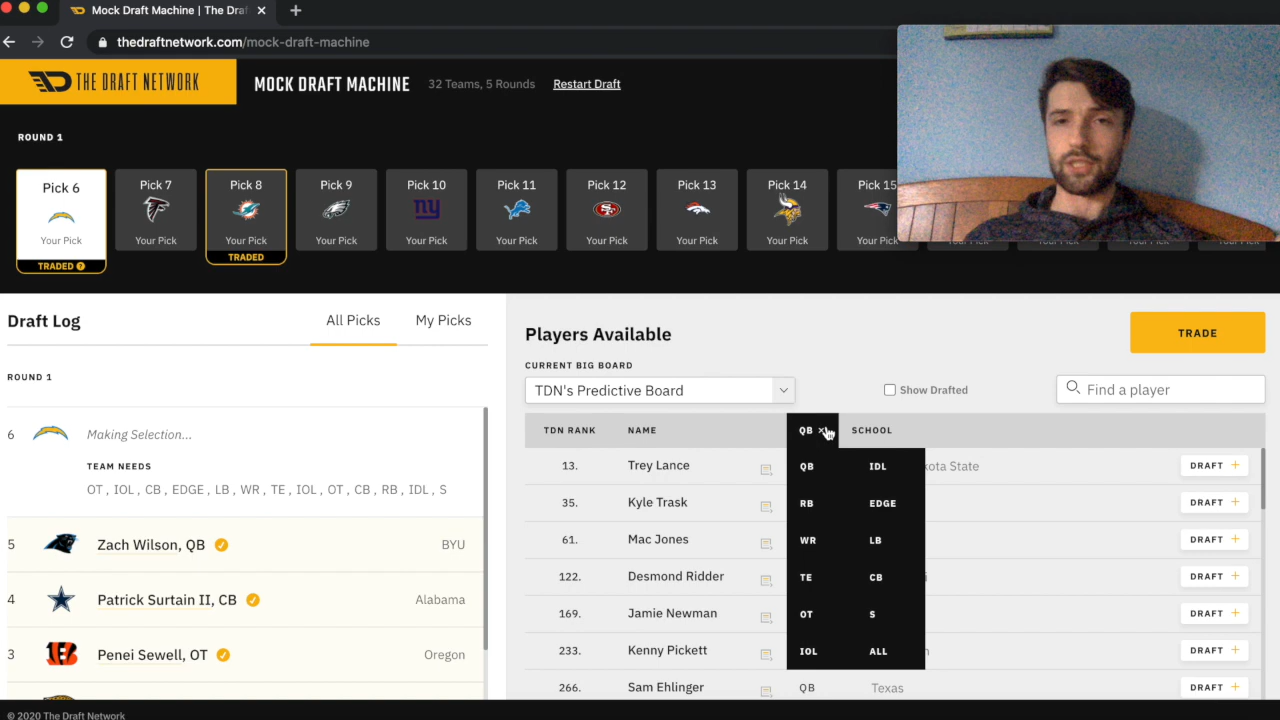 Mock Draft Machine | The Dra
thedraftnetwork.com/mock-draft-machine
THE DRAFT NETWORK
MOCK DRAFT MACHINE
32 Teams, 5 Rounds
Restart Draft
ROUND 1
Pick 6
Your Pick
TRADED ?
Pick 7
Your Pick
Pick 8
Your Pick
TRADED
Pick 9
Your Pick
Pick 10
ny
Your Pick
Pick 11
Your Pick
Pick 12
SF
Your Pick
Pick 13
Your Pick
Pick 14
Your Pick
Pick 15
Your Pick
Draft Log
All Picks
My Picks
ROUND 1
6
Making Selection...
TEAM NEEDS
OT , IOL , CB , EDGE , LB , WR , TE , IOL , OT , CB , RB , IDL , S
5 Zach Wilson, QB BYU
4 Patrick Surtain II, CB Alabama
3 Penei Sewell, OT Oregon
Players Available
TRADE
CURRENT BIG BOARD
TDN's Predictive Board
Show Drafted
Find a player
TDN RANK NAME QB × SCHOOL
13. Trey Lance kota State DRAFT +
35. Kyle Trask DRAFT +
61. Mac Jones DRAFT +
122. Desmond Ridder DRAFT +
169. Jamie Newman DRAFT +
233. Kenny Pickett DRAFT +
266. Sam Ehlinger QB Texas DRAFT +
QB IDL
RB EDGE
WR LB
TE CB
OT S
IOL ALL
© 2020 The Draft Network